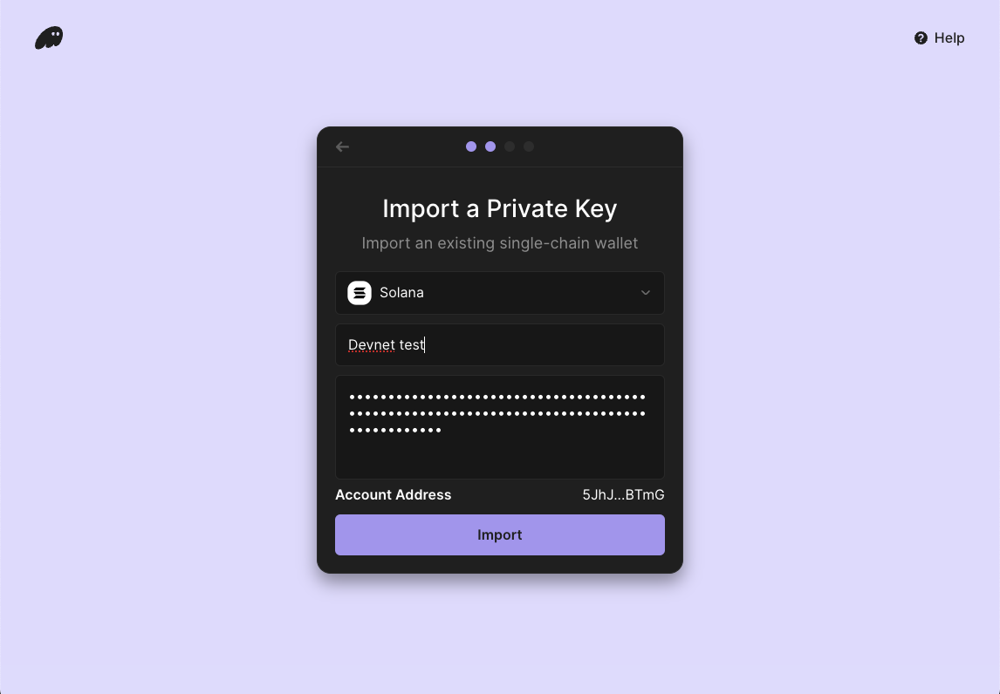 Help
Import a Private Key
Import an existing single-chain wallet
Solana
Devnet test
••••••••••••••••••••••••••••••••••••••
••••••••••••••••••••••••••••••••••••••
••••••••••••
Account Address 5JhJ...BTmG
Import